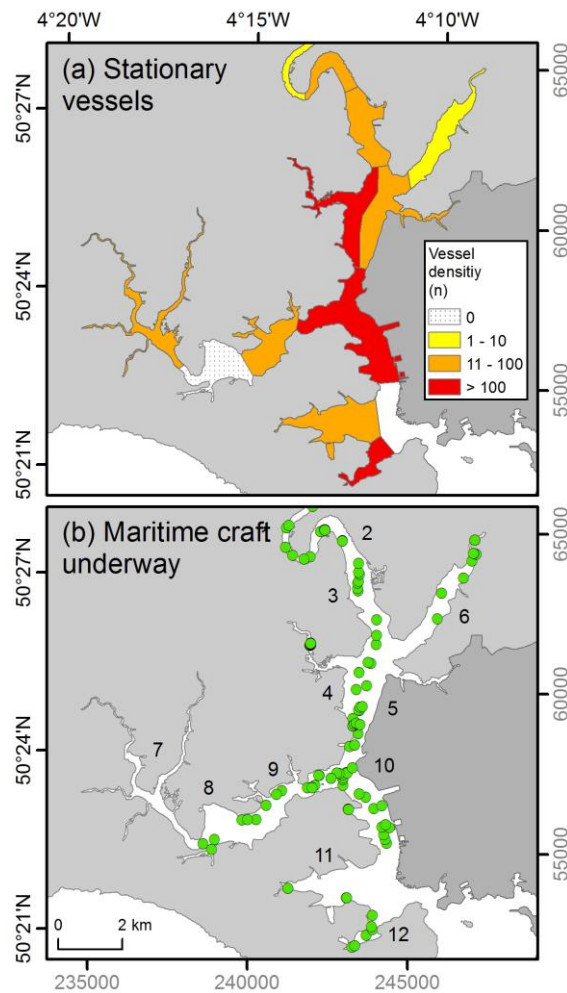 4°20'W 4°15'W 4°10'W
(a) Stationary
vessels
50°27'N
65000
60000
50°24'N
Vessel
densitiy
(n)
0
1 - 10
11 - 100
> 100
55000
50°21'N
(b) Maritime craft
underway
2
65000
50°27'N
3
6
4
60000
5
50°24'N
7
8
9
10
55000
11
50°21'N
12
0 2 km
235000 240000 245000